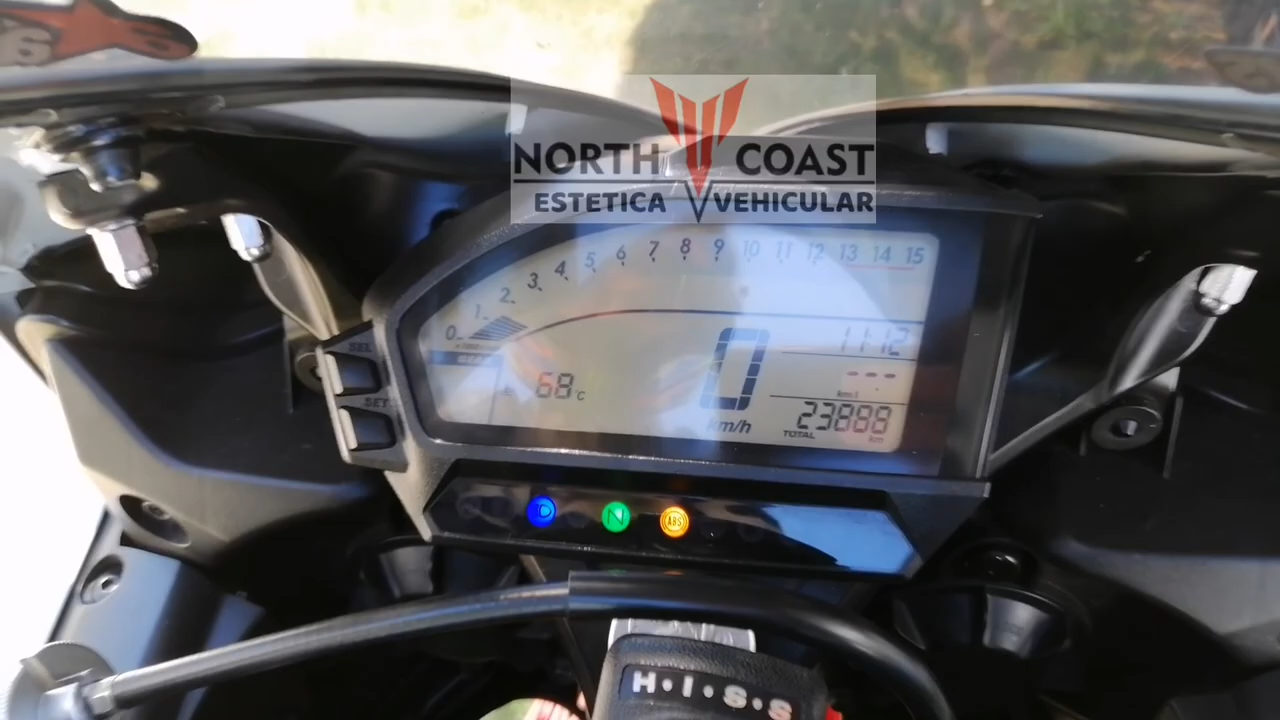 NORTH COAST
ESTETICA VEHICULAR
0 1 2 3 4 5 6 7 8 9 10 11 12 13 14 15
SEL
11:12
68°C
0
km/h
SET
TOTAL 23888
km
N ABS
H·I·S·S